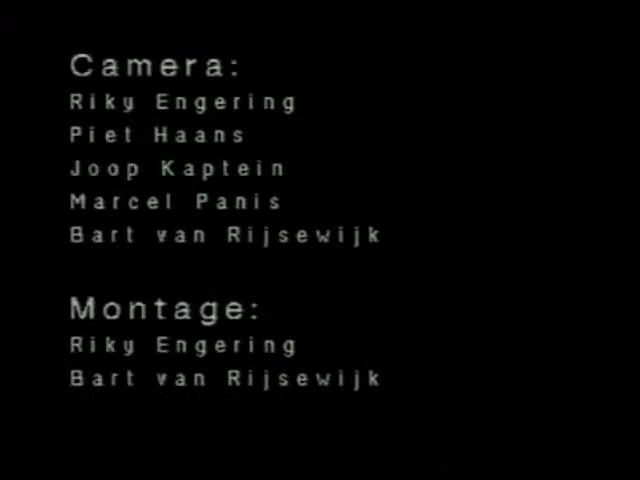 Camera:
Riky Engering
Piet Haans
Joop Kaptein
Marcel Panis
Bart van Rijsewijk
Montage:
Riky Engering
Bart van Rijsewijk